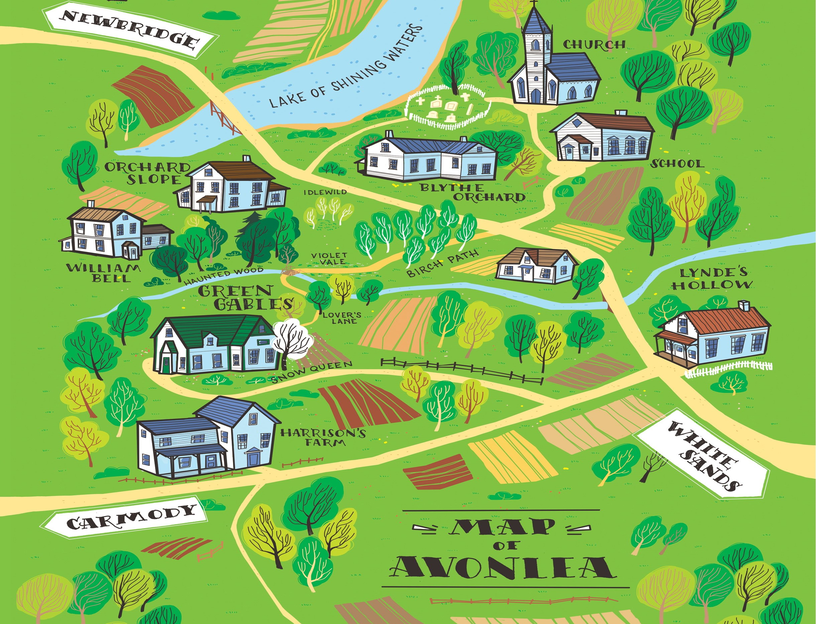 NEWBRIDGE
LAKE OF SHINING WATERS
CHURCH
SCHOOL
ORCHARD
SLOPE
IDLEWILD
BLYTHE
ORCHARD
WILLIAM
BELL
HAUNTED WOOD
VIOLET
VALE
BIRCH PATH
LYNDE'S
HOLLOW
GREEN
GABLES
LOVER'S
LANE
SNOW QUEEN
HARRISON'S
FARM
WHITE
SANDS
CARMODY
MAP
OF
AVONLEA